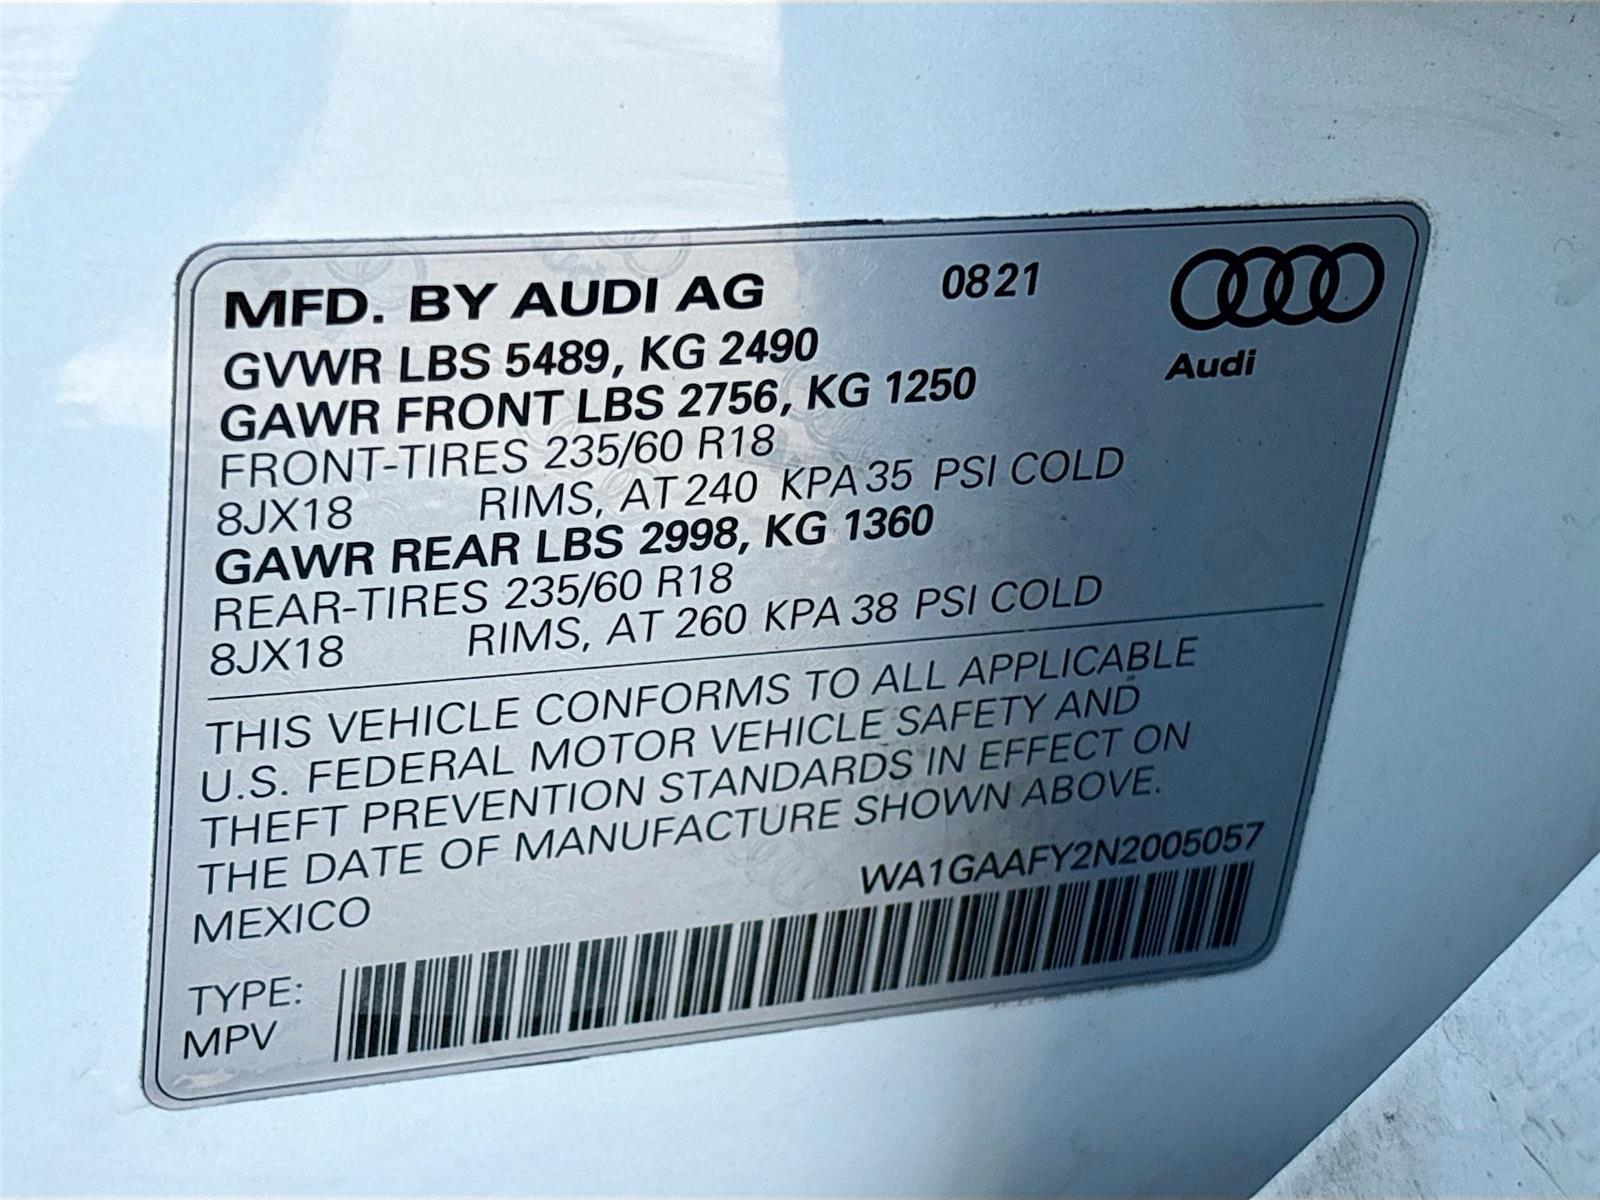 MFD. BY AUDI AG 0821
Audi
GVWR LBS 5489, KG 2490
GAWR FRONT LBS 2756, KG 1250
FRONT-TIRES 235/60 R18
8JX18 RIMS, AT 240 KPA 35 PSI COLD
GAWR REAR LBS 2998, KG 1360
REAR-TIRES 235/60 R18
8JX18 RIMS, AT 260 KPA 38 PSI COLD
THIS VEHICLE CONFORMS TO ALL APPLICABLE
U.S. FEDERAL MOTOR VEHICLE SAFETY AND
THEFT PREVENTION STANDARDS IN EFFECT ON
THE DATE OF MANUFACTURE SHOWN ABOVE.
MEXICO WA1GAAFY2N2005057
TYPE:
MPV